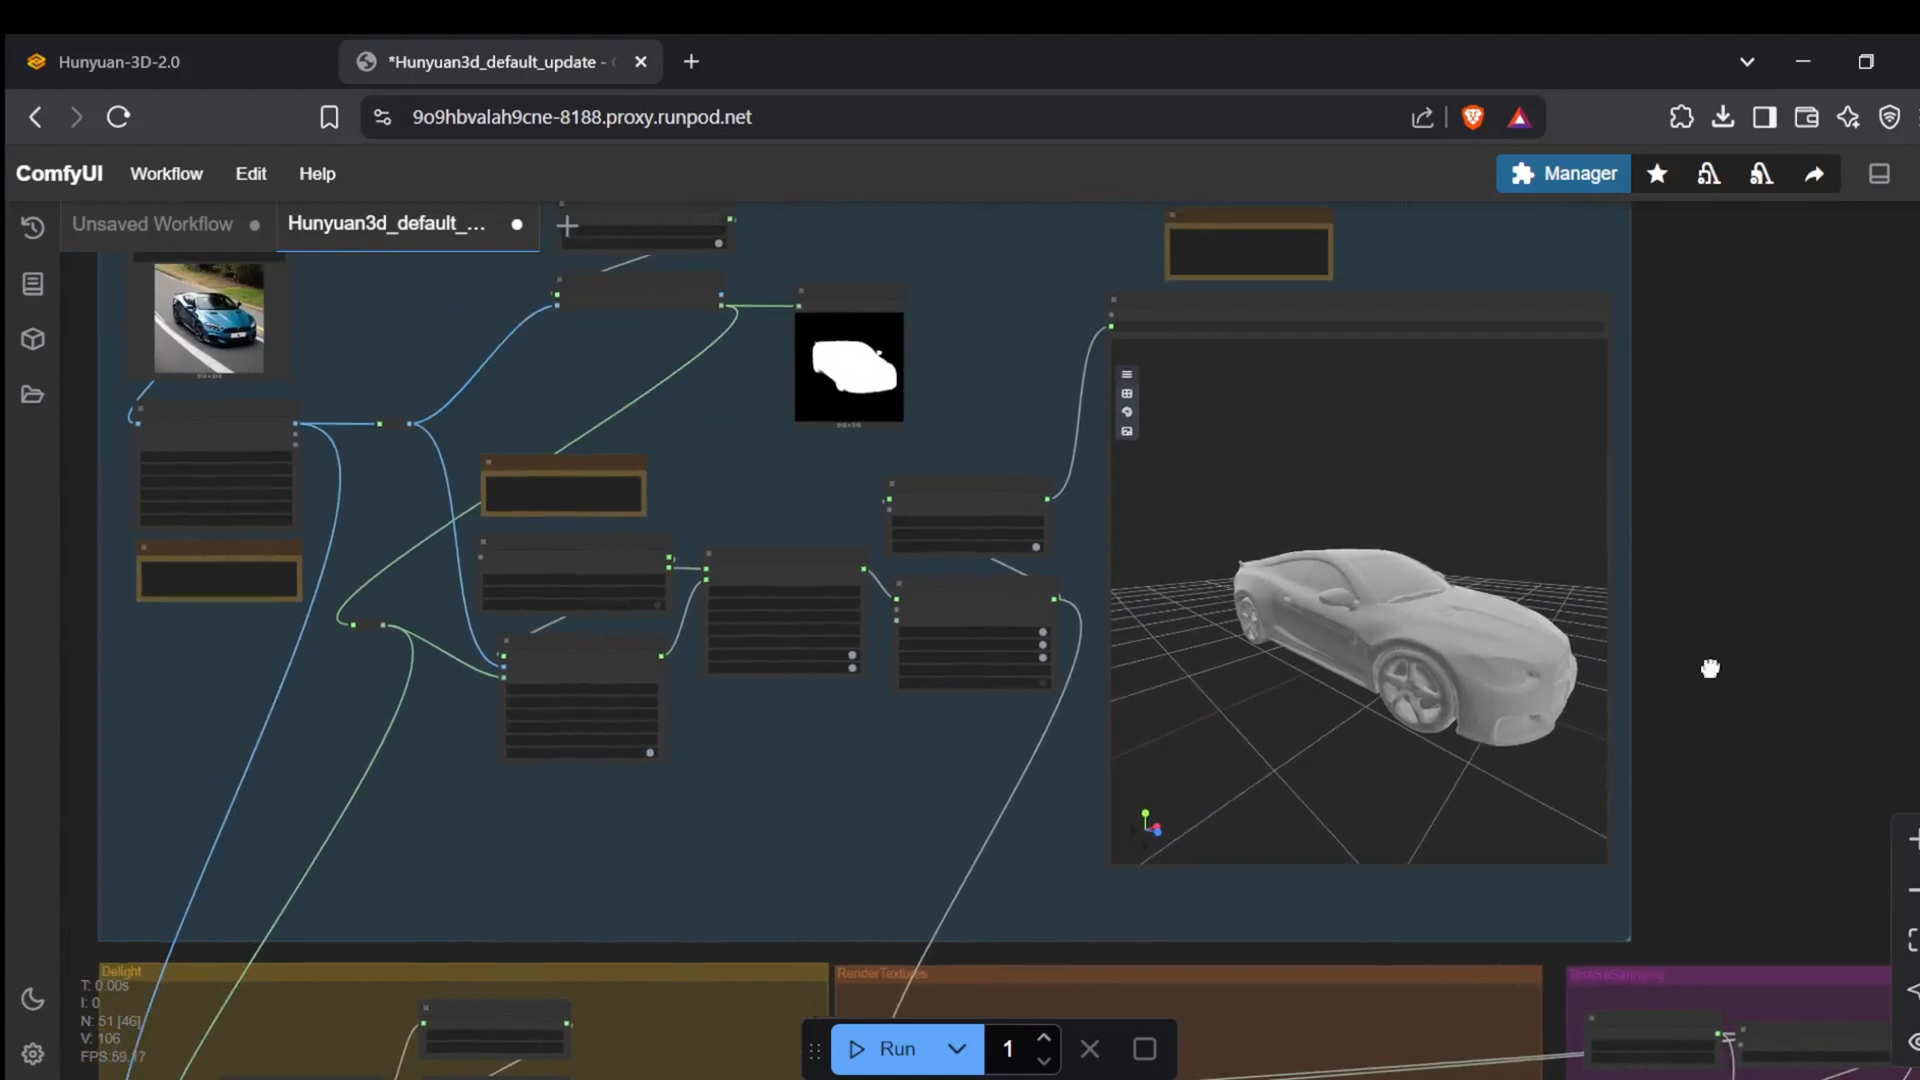 Hunyuan-3D-2.0
*Hunyuan3d_default_update -
9o9hbvalah9cne-8188.proxy.runpod.net
ComfyUI
Workflow
Edit
Help
Manager
Unsaved Workflow
Hunyuan3d_default_...
Delight
RenderTextures
T: 0.00s
I: 0
N: 51 [46]
V: 106
Run
1